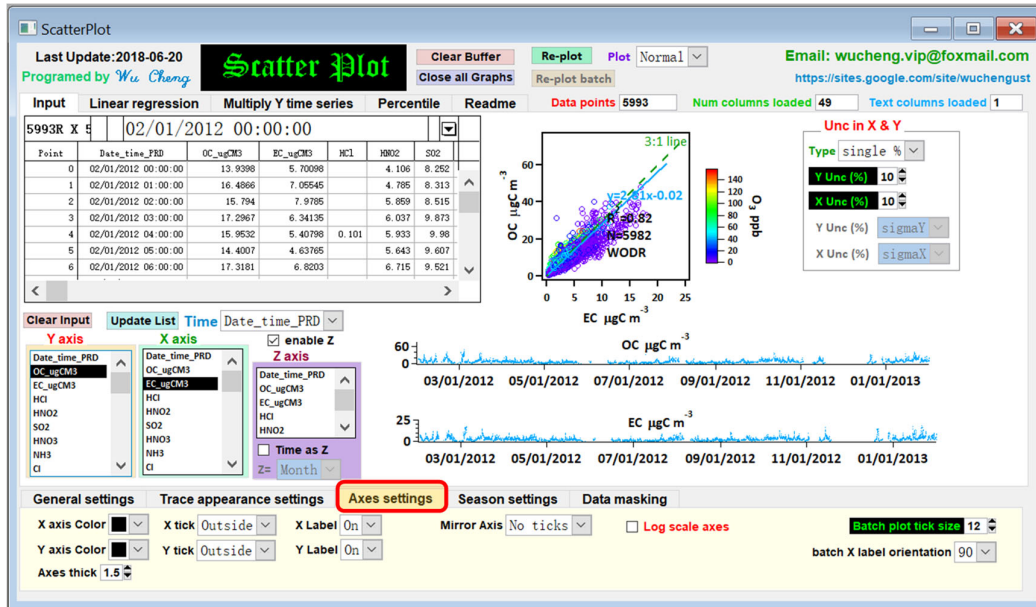 ScatterPlot
Last Update:2018-06-20
Programed by Wu Cheng
Scatter Plot
Clear Buffer
Close all Graphs
Re-plot
Plot Normal
Re-plot batch
Email: wucheng.vip@foxmail.com
https://sites.google.com/site/wuchengust
Input Linear regression Multiply Y time series Percentile Readme
Data points 5993 Num columns loaded 49 Text columns loaded 1
5993R X 5 02/01/2012 00:00:00
Point Date_time_PRD OC_ugCM3 EC_ugCM3 HCl HNO2 SO2
0 02/01/2012 00:00:00 13.9398 5.70098 4.106 8.252
1 02/01/2012 01:00:00 16.4866 7.05545 4.785 8.313
2 02/01/2012 02:00:00 15.794 7.9785 5.859 8.515
3 02/01/2012 03:00:00 17.2967 6.34135 6.037 9.873
4 02/01/2012 04:00:00 15.9532 5.40798 0.101 5.933 9.98
5 02/01/2012 05:00:00 14.4007 4.63765 5.643 9.607
6 02/01/2012 06:00:00 17.3181 6.8203 6.715 9.521
3:1 line
60
40
20
0
OC µgC m-3
R =0.82
N=5982
WODR
0 5 10 15 20 25
EC µgC m-3
140
120
100
80
60
40
20
0
O3 ppb
Unc in X & Y
Type single %
Y Unc (%) 10
X Unc (%) 10
Y Unc (%) sigmaY
X Unc (%) sigmaX
Clear Input Update List Time Date_time_PRD
Y axis
Date_time_PRD
OC_ugCM3
EC_ugCM3
HCl
HNO2
SO2
HNO3
NH3
Cl
X axis
Date_time_PRD
OC_ugCM3
EC_ugCM3
HCl
HNO2
SO2
HNO3
NH3
Cl
enable Z
Z axis
Date_time_PRD
OC_ugCM3
EC_ugCM3
HCl
HNO2
Time as Z
Z= Month
OC µgC m-3
60
0
03/01/2012 05/01/2012 07/01/2012 09/01/2012 11/01/2012 01/01/2013
EC µgC m-3
25
0
03/01/2012 05/01/2012 07/01/2012 09/01/2012 11/01/2012 01/01/2013
General settings Trace appearance settings Axes settings Season settings Data masking
X axis Color X tick Outside X Label On Mirror Axis No ticks Log scale axes Batch plot tick size 12
Y axis Color Y tick Outside Y Label On batch X label orientation 90
Axes thick 1.5